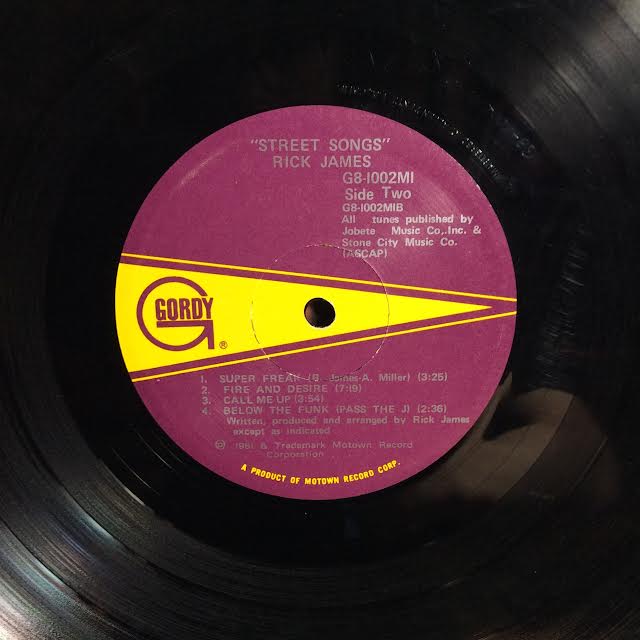 "STREET SONGS"
RICK JAMES
G8-1002M1
Side Two
G8-1002MIB
All tunes published by
Jobete Music Co,.Inc. &
Stone City Music Co.
(ASCAP)
GORDY
®
1. SUPER FREAK (R. James-A. Miller) (3:25)
2. FIRE AND DESIRE (7:19)
3. CALL ME UP (3:54)
4. BELOW THE FUNK (PASS THE J) (2:36)
Written, produced and arranged by Rick James
except as indicated
Ⓟ 1981 & Trademark Motown Record
Corporation
A PRODUCT OF MOTOWN RECORD CORP.